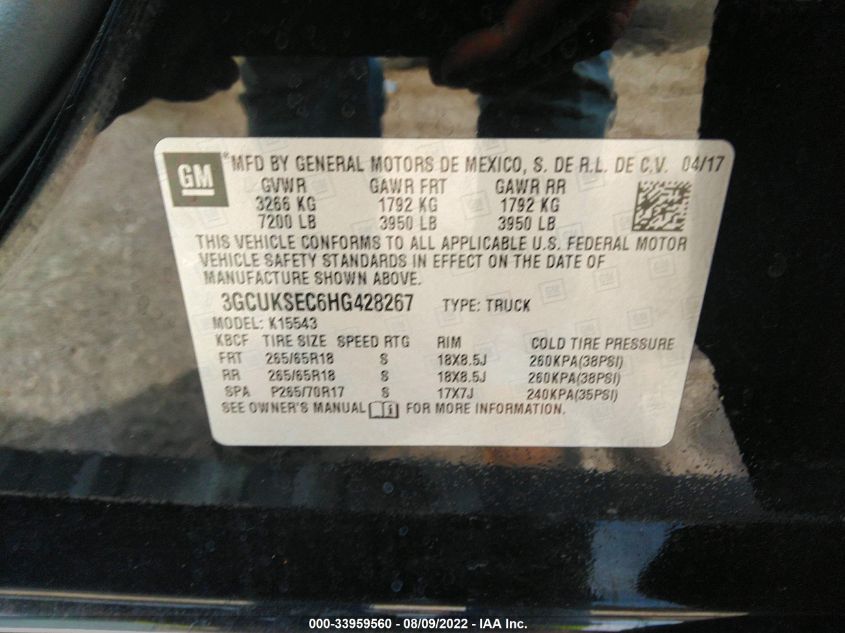 GM ® MFD BY GENERAL MOTORS DE MEXICO, S. DE R.L. DE C.V. 04/17
GVWR GAWR FRT GAWR RR
3266 KG 1792 KG 1792 KG
7200 LB 3950 LB 3950 LB
THIS VEHICLE CONFORMS TO ALL APPLICABLE U.S. FEDERAL MOTOR
VEHICLE SAFETY STANDARDS IN EFFECT ON THE DATE OF
MANUFACTURE SHOWN ABOVE.
3GCUKSEC6HG428267 TYPE: TRUCK
MODEL: K15543
KBCF TIRE SIZE SPEED RTG RIM COLD TIRE PRESSURE
FRT 265/65R18 S 18X8.5J 260KPA(38PSI)
RR 265/65R18 S 18X8.5J 260KPA(38PSI)
SPA P265/70R17 S 17X7J 240KPA(35PSI)
SEE OWNER'S MANUAL FOR MORE INFORMATION.
000-33959560 - 08/09/2022 - IAA Inc.